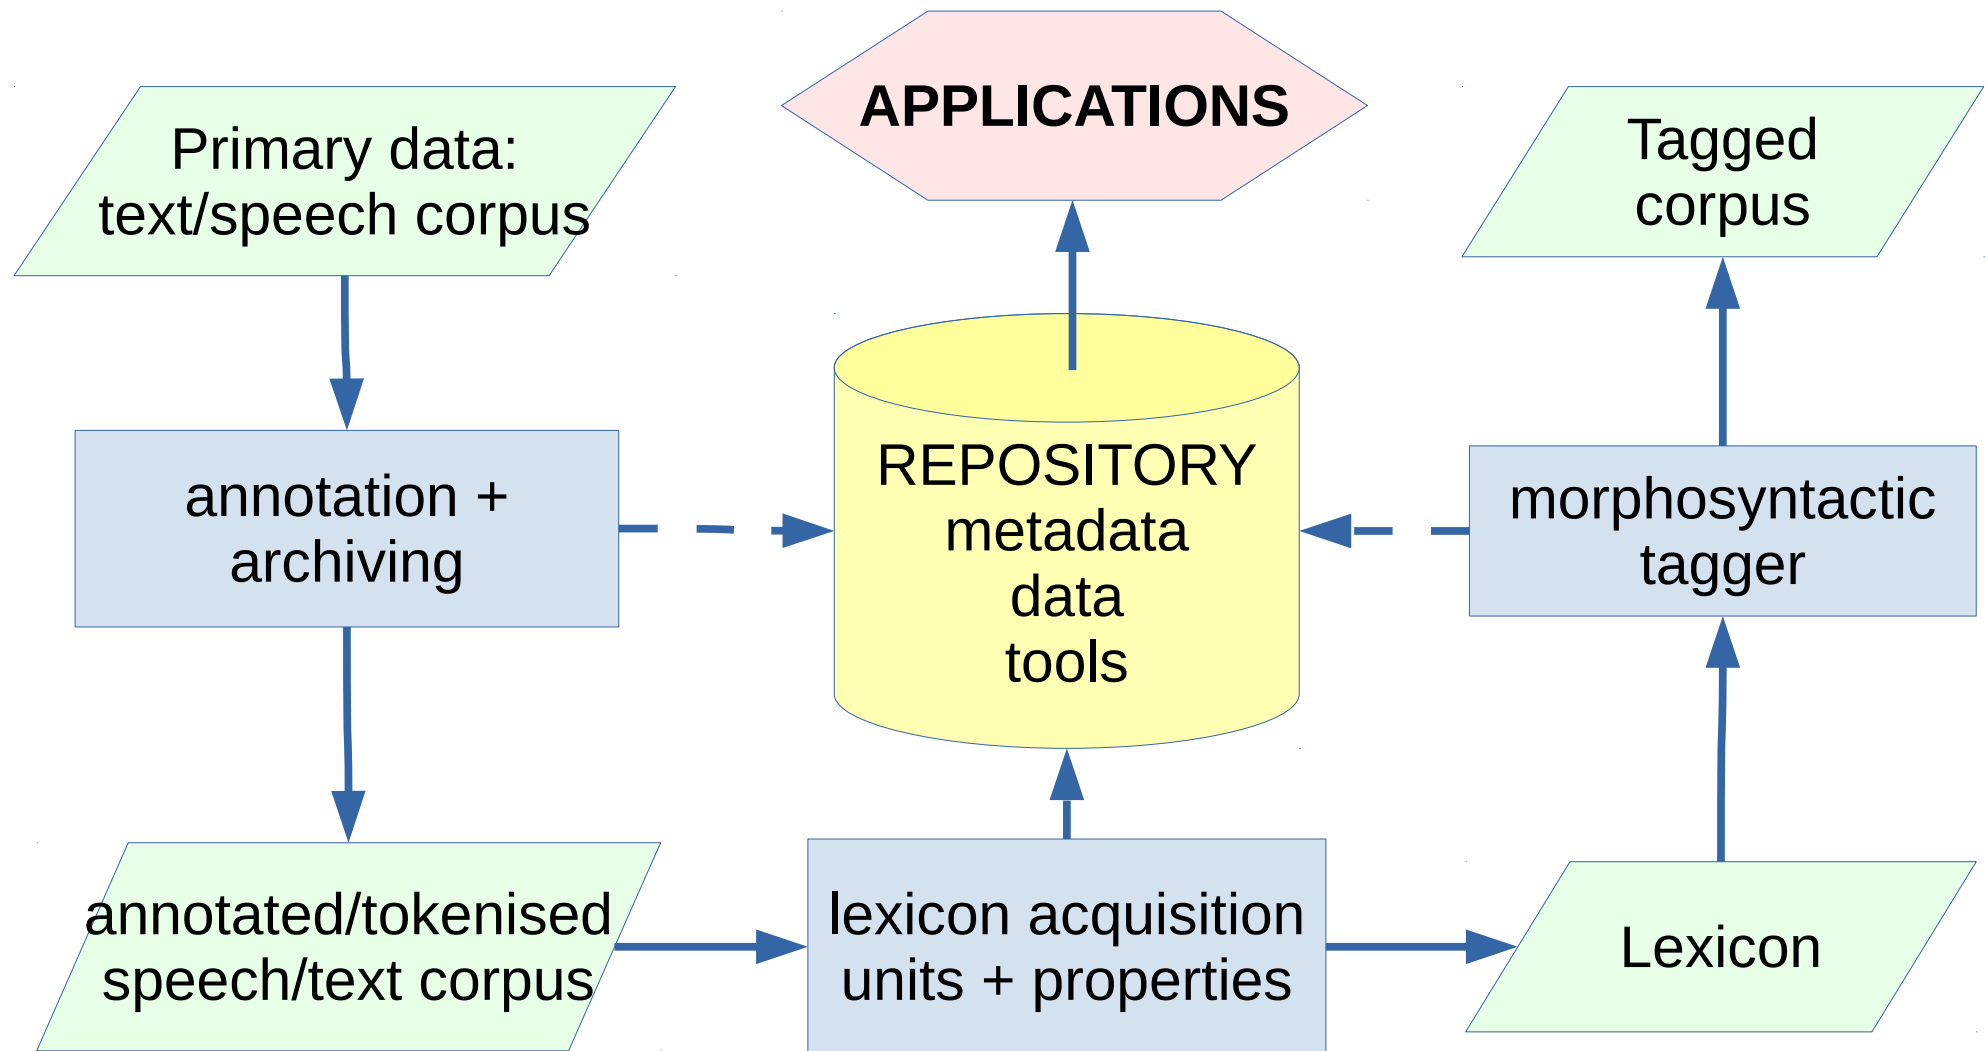 Primary data:
text/speech corpus
APPLICATIONS
Tagged
corpus
annotation +
archiving
REPOSITORY
metadata
data
tools
morphosyntactic
tagger
annotated/tokenised
speech/text corpus
lexicon acquisition
units + properties
Lexicon